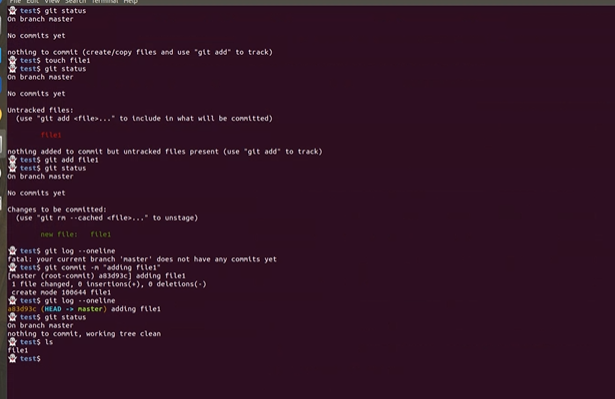 File Edit View Search Terminal Help
test$ git status
On branch master
No commits yet
nothing to commit (create/copy files and use "git add" to track)
test$ touch file1
test$ git status
On branch master
No commits yet
Untracked files:
(use "git add <file>..." to include in what will be committed)
file1
nothing added to commit but untracked files present (use "git add" to track)
test$ git add file1
test$ git status
On branch master
No commits yet
Changes to be committed:
(use "git rm --cached <file>..." to unstage)
new file: file1
test$ git log --oneline
fatal: your current branch 'master' does not have any commits yet
test$ git commit -m "adding file1"
[master (root-commit) a83d93c] adding file1
1 file changed, 0 insertions(+), 0 deletions(-)
create mode 100644 file1
test$ git log --oneline
a83d93c (HEAD -> master) adding file1
test$ git status
On branch master
nothing to commit, working tree clean
test$ ls
file1
test$